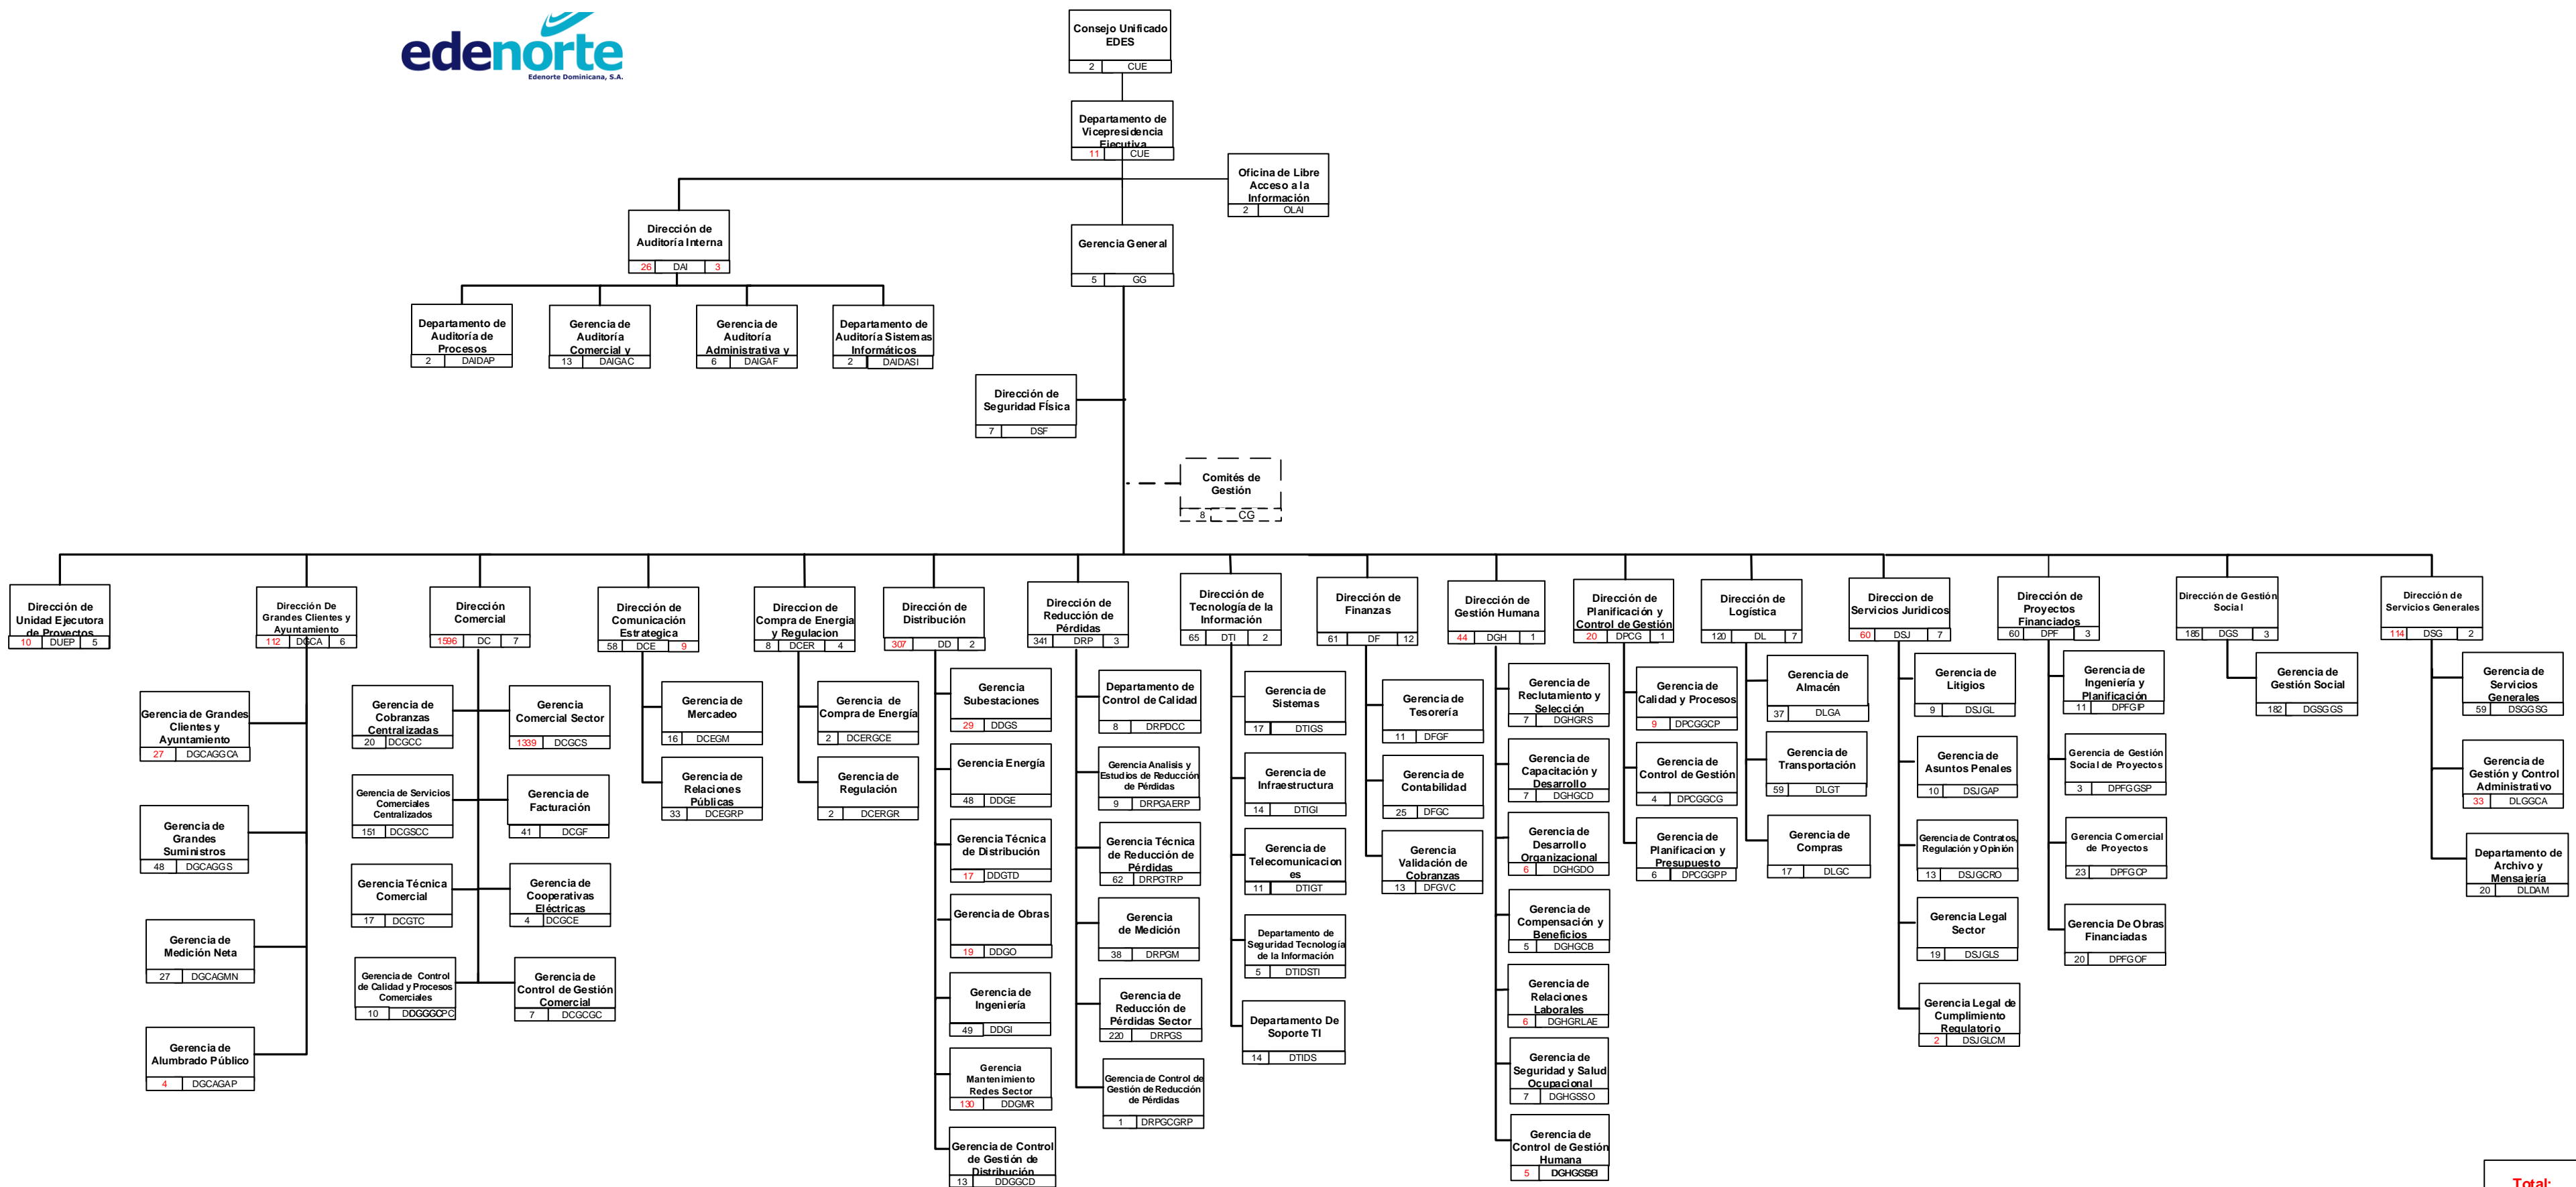 edenorte
Edenorte Dominicana, S.A.
Consejo Unificado
EDES
2 CUE
Departamento de
Vicepresidencia
Ejecutiva
11 CUE
Oficina de Libre
Acceso a la
Información
2 OLAI
Dirección de
Auditoría Interna
26 DAI 3
Gerencia General
5 GG
Departamento de
Auditoría de
Procesos
2 DAIDAP
Gerencia de
Auditoría
Comercial y
13 DAIGAC
Gerencia de
Auditoría
Administrativa y
6 DAIGAF
Departamento de
Auditoría Sistemas
Informáticos
2 DAIDASI
Dirección de
Seguridad FÍsica
7 DSF
Comités de
Gestión
8 CG
Dirección de
Unidad Ejecutora
de Proyectos
10 DUEP 5
Dirección De
Grandes Clientes y
Ayuntamiento
112 DGCA 6
Gerencia de Grandes
Clientes y
Ayuntamiento
27 DGCAGGCA
Gerencia de
Grandes
Suministros
48 DGCAGGS
Gerencia de
Medición Neta
27 DGCAGMN
Gerencia de
Alumbrado Público
4 DGCAGAP
Dirección
Comercial
1596 DC 7
Gerencia de
Cobranzas
Centralizadas
20 DCGCC
Gerencia
Comercial Sector
1339 DCGCS
Gerencia de Servicios
Comerciales
Centralizados
151 DCGSCC
Gerencia de
Facturación
41 DCGF
Gerencia Técnica
Comercial
17 DCGTC
Gerencia de
Cooperativas
Eléctricas
4 DCGCE
Gerencia de Control
de Calidad y Procesos
Comerciales
10
Gerencia de
Control de Gestión
Comercial
7 DCGCGC
Dirección de
Comunicación
Estrategica
58 DCE 9
Gerencia de
Mercadeo
16 DCEGM
Gerencia de
Relaciones
Públicas
33 DCEGRP
Direccion de
Compra de Energia
y Regulacion
8 DCER 4
Gerencia de
Compra de Energía
2 DCERGCE
Gerencia de
Regulación
2 DCERGR
Dirección de
Distribución
307 DD 2
Gerencia
Subestaciones
29 DDGS
Gerencia Energía
48 DDGE
Gerencia Técnica
de Distribución
17 DDGTD
Gerencia de Obras
19 DDGO
Gerencia de
Ingeniería
49 DDGI
Gerencia
Mantenimiento
Redes Sector
130 DDGMR
Gerencia de Control
de Gestión de
Distribución
13 DDGGCD
Dirección de
Reducción de
Pérdidas
341 DRP 3
Departamento de
Control de Calidad
8 DRPDCC
Gerencia Analisis y
Estudios de Reducción
de Pérdidas
9 DRPGAERP
Gerencia Técnica
de Reducción de
Pérdidas
62 DRPGTRP
Gerencia
de Medición
38 DRPGM
Gerencia de
Reducción de
Pérdidas Sector
220 DRPGS
Gerencia de Control de
Gestión de Reducción
de Pérdidas
1 DRPGCGRP
Dirección de
Tecnología de la
Información
65 DTI 2
Gerencia de
Sistemas
17 DTIGS
Gerencia de
Infraestructura
14 DTIGI
Gerencia de
Telecomunicacion
es
11 DTIGT
Departamento de
Seguridad Tecnología
de la Información
5 DTIDSTI
Departamento De
Soporte TI
14 DTIDS
Dirección de
Finanzas
61 DF 12
Gerencia de
Tesorería
11 DFGF
Gerencia de
Contabilidad
25 DFGC
Gerencia
Validación de
Cobranzas
13 DFGVC
Dirección de
Gestión Humana
44 DGH 1
Gerencia de
Reclutamiento y
Selección
7 DGHGRS
Gerencia de
Capacitación y
Desarrollo
7 DGHGCD
Gerencia de
Desarrollo
Organizacional
6 DGHGDO
Gerencia de
Compensación y
Beneficios
5 DGHGCB
Gerencia de
Relaciones
Laborales
6 DGHGRLAE
Gerencia de
Seguridad y Salud
Ocupacional
7 DGHGSSO
Gerencia de
Control de Gestión
Humana
5
Dirección de
Planificación y
Control de Gestión
20 DPCG 1
Gerencia de
Calidad y Procesos
9 DPCGGCP
Gerencia de
Control de Gestión
4 DPCGGCG
Gerencia de
Planificacion y
Presupuesto
6 DPCGGPP
Direccion de
Logística
120 DL 7
Gerencia de
Almacén
37 DLGA
Gerencia de
Transportación
59 DLGT
Gerencia de
Compras
17 DLGC
Direccion de
Servicios Juridicos
60 DSJ 7
Gerencia de
Litigios
9 DSJGL
Gerencia de
Asuntos Penales
10 DSJGAP
Gerencia de Contratos,
Regulación y Opinión
13 DSJGCRO
Gerencia Legal
Sector
19 DSJGLS
Gerencia Legal de
Cumplimiento
Regulatorio
2 DSJGLCM
Dirección de
Proyectos
Financiados
60 DPF 3
Gerencia de
Ingeniería y
Planificación
11 DPFGIP
Gerencia de Gestión
Social de Proyectos
3 DPFGGSP
Gerencia Comercial
de Proyectos
23 DPFGCP
Gerencia De Obras
Financiadas
20 DPFGOF
Dirección de Gestión
Social
185 DGS 3
Gerencia de
Gestión Social
182 DGSGGS
Dirección de
Servicios Generales
114 DSG 2
Gerencia de
Servicios
Generales
59 DSGGSG
Gerencia de
Gestión y Control
Administrativo
33 DLGGCA
Departamento de
Archivo y
Mensajería
20 DLDAM
Total: